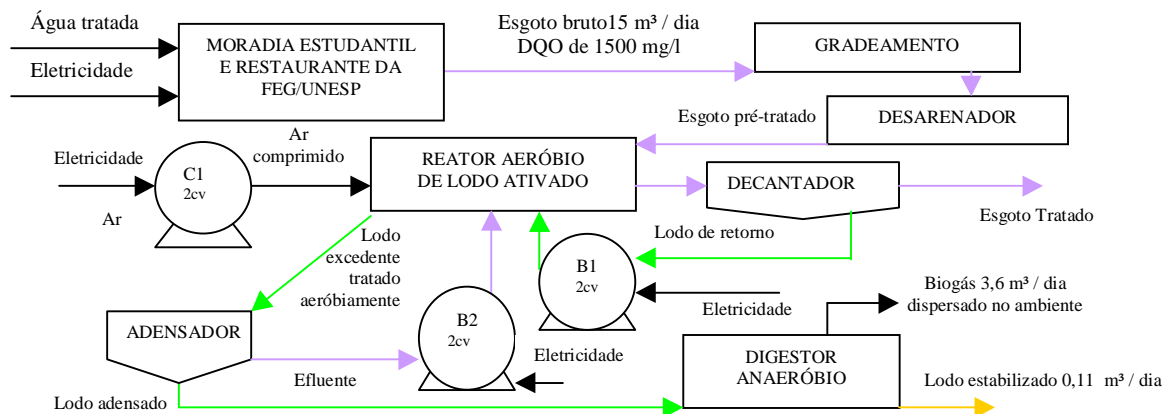 Água tratada
Eletricidade
MORADIA ESTUDANTIL
E RESTAURANTE DA
FEG/UNESP
Esgoto bruto15 m³ / dia
DQO de 1500 mg/l
GRADEAMENTO
DESARENADOR
Esgoto pré-tratado
Eletricidade
Ar
C1
2cv
Ar
comprimido
REATOR AERÓBIO
DE LODO ATIVADO
DECANTADOR
Esgoto Tratado
Lodo de retorno
B1
2cv
Eletricidade
Lodo
excedente
tratado
aeróbiamente
ADENSADOR
B2
2cv
Efluente
Eletricidade
Lodo adensado
DIGESTOR
ANAERÓBIO
Biogás 3,6 m³ / dia
dispersado no ambiente
Lodo estabilizado 0,11 m³ / dia